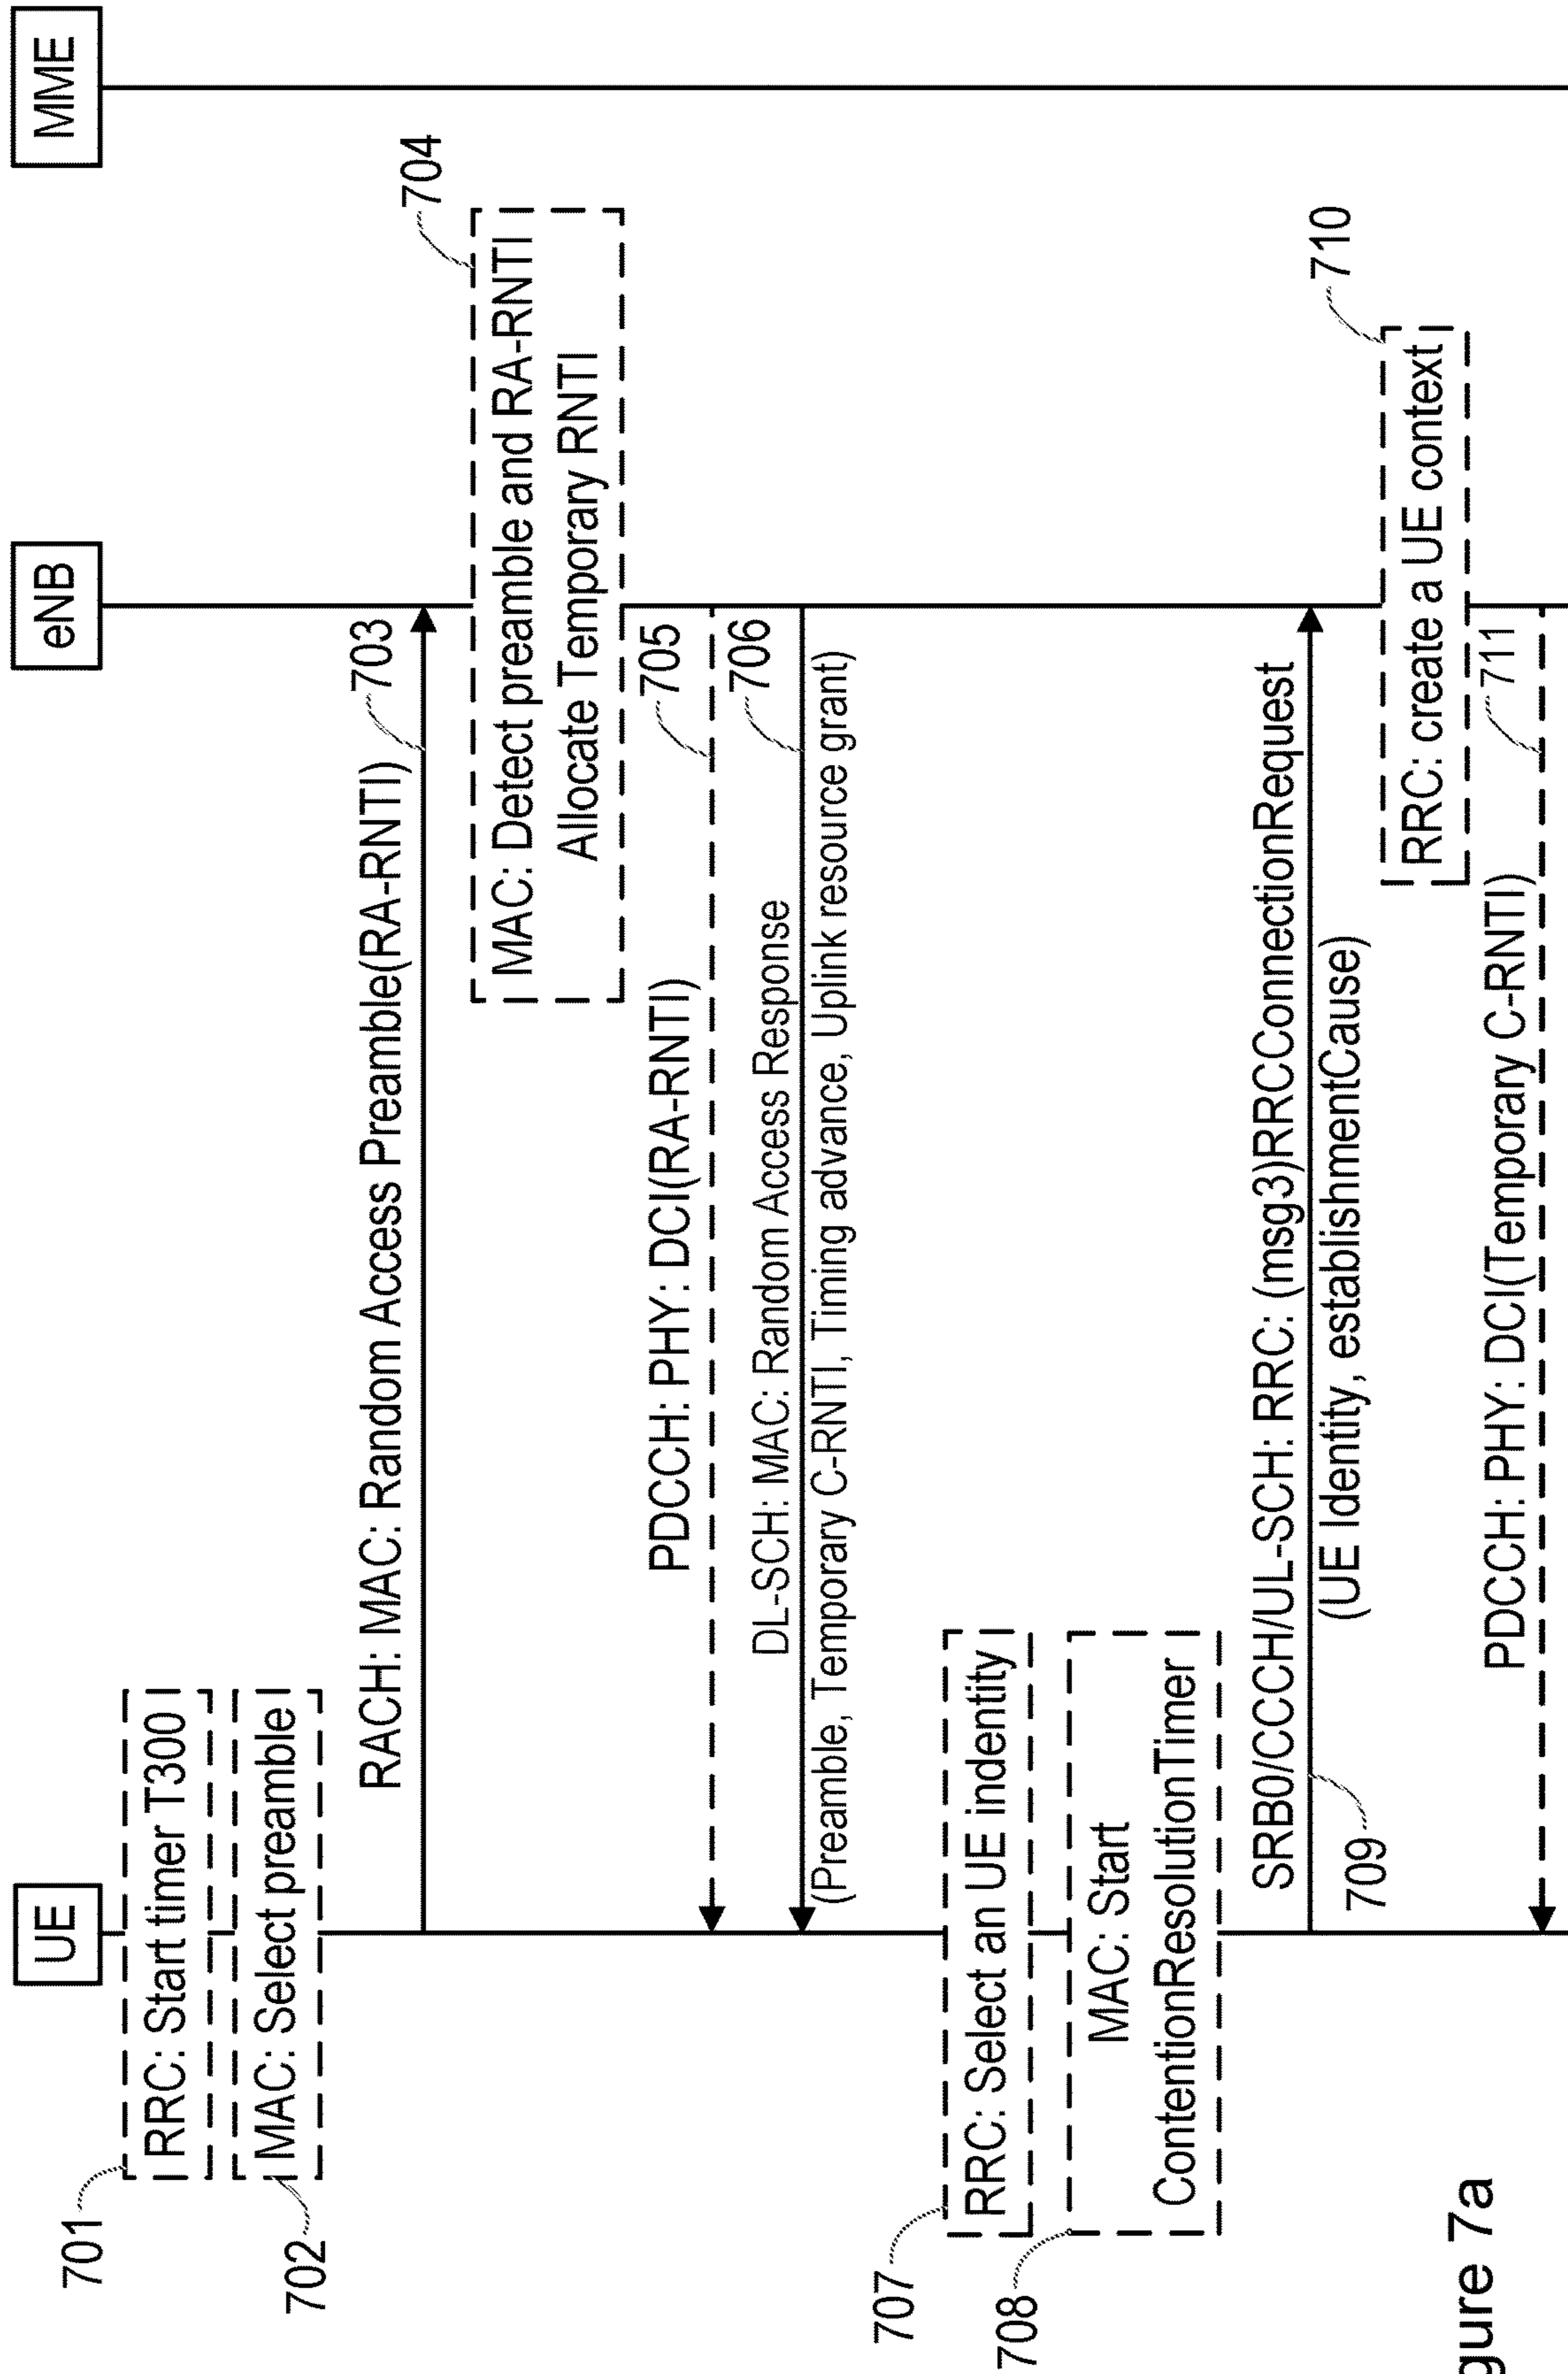 UE
eNB
MME
701
RRC: Start timer T300
702
MAC: Select preamble
RACH: MAC: Random Access Preamble(RA-RNTI)
703
704
MAC: Detect preamble and RA-RNTI
Allocate Temporary RNTI
PDCCH: PHY: DCI(RA-RNTI)
705
DL-SCH: MAC: Random Access Response
706
(Preamble, Temporary C-RNTI, Timing advance, Uplink resource grant)
707
RRC: Select an UE indentity
708
MAC: Start
ContentionResolutionTimer
SRB0/CCCH/UL-SCH: RRC: (msg3)RRCConnectionRequest
709
(UE Identity, establishmentCause)
710
RRC: create a UE context
PDCCH: PHY: DCI(Temporary C-RNTI)
711
gure 7a